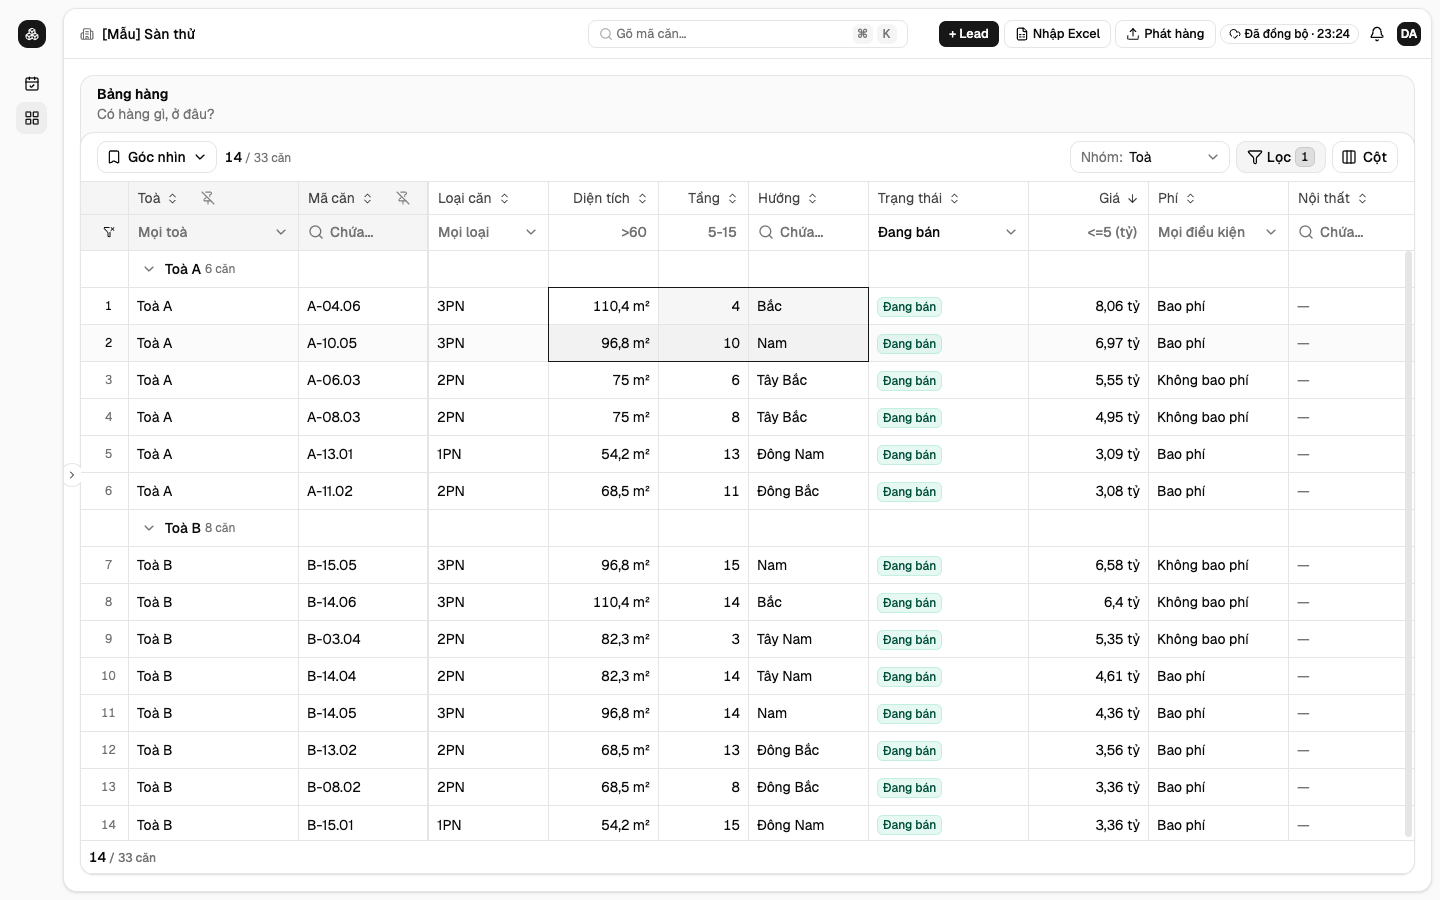 [Mẫu] Sàn thử
Gõ mã căn...
⌘ K
+ Lead
Nhập Excel
Phát hàng
Đã đồng bộ · 23:24
DA
Bảng hàng
Có hàng gì, ở đâu?
Góc nhìn
14 / 33 căn
Nhóm: Toà
Lọc 1
Cột
Toà Mã căn Loại căn Diện tích Tầng Hướng Trạng thái Giá Phí Nội thất
Mọi toà Chứa... Mọi loại >60 5-15 Chứa... Đang bán <=5 (tỷ) Mọi điều kiện Chứa...
Toà A 6 căn
1 Toà A A-04.06 3PN 110,4 m² 4 Bắc Đang bán 8,06 tỷ Bao phí —
2 Toà A A-10.05 3PN 96,8 m² 10 Nam Đang bán 6,97 tỷ Bao phí —
3 Toà A A-06.03 2PN 75 m² 6 Tây Bắc Đang bán 5,55 tỷ Không bao phí —
4 Toà A A-08.03 2PN 75 m² 8 Tây Bắc Đang bán 4,95 tỷ Không bao phí —
5 Toà A A-13.01 1PN 54,2 m² 13 Đông Nam Đang bán 3,09 tỷ Bao phí —
6 Toà A A-11.02 2PN 68,5 m² 11 Đông Bắc Đang bán 3,08 tỷ Bao phí —
Toà B 8 căn
7 Toà B B-15.05 3PN 96,8 m² 15 Nam Đang bán 6,58 tỷ Không bao phí —
8 Toà B B-14.06 3PN 110,4 m² 14 Bắc Đang bán 6,4 tỷ Không bao phí —
9 Toà B B-03.04 2PN 82,3 m² 3 Tây Nam Đang bán 5,35 tỷ Không bao phí —
10 Toà B B-14.04 2PN 82,3 m² 14 Tây Nam Đang bán 4,61 tỷ Bao phí —
11 Toà B B-14.05 3PN 96,8 m² 14 Nam Đang bán 4,36 tỷ Bao phí —
12 Toà B B-13.02 2PN 68,5 m² 13 Đông Bắc Đang bán 3,56 tỷ Bao phí —
13 Toà B B-08.02 2PN 68,5 m² 8 Đông Bắc Đang bán 3,36 tỷ Bao phí —
14 Toà B B-15.01 1PN 54,2 m² 15 Đông Nam Đang bán 3,36 tỷ Bao phí —
14 / 33 căn